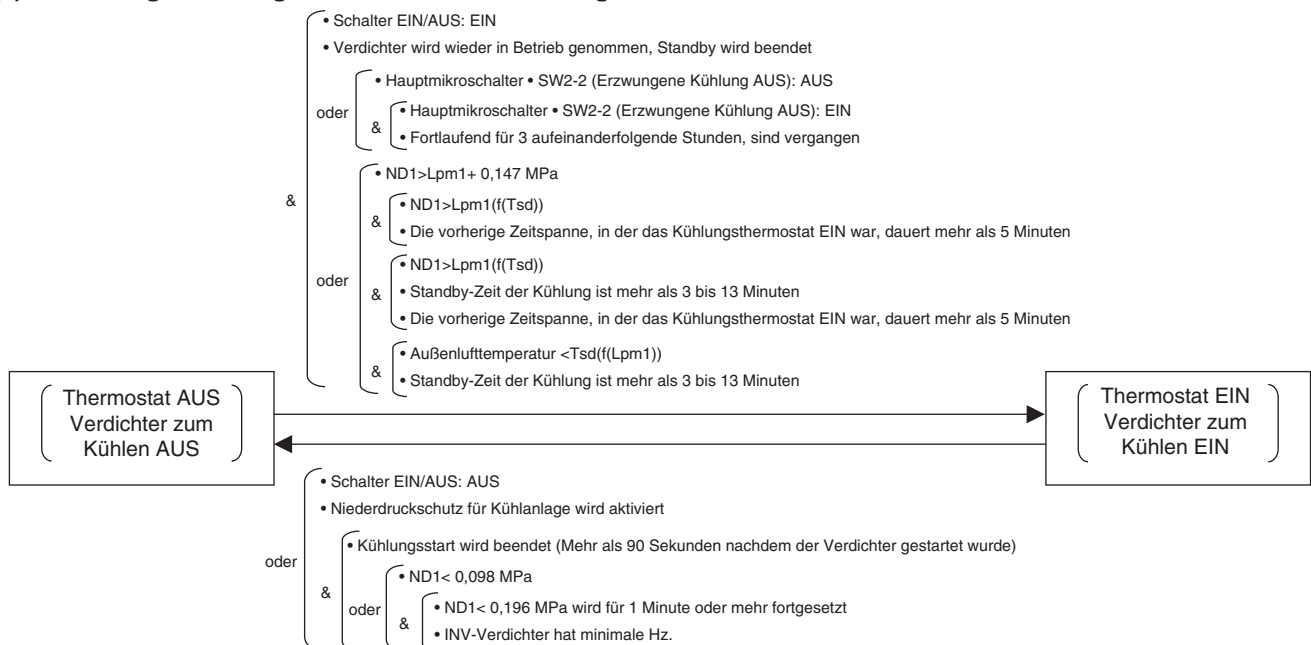 • Schalter EIN/AUS: EIN
• Verdichter wird wieder in Betrieb genommen, Standby wird beendet
• Hauptmikroschalter • SW2-2 (Erzwungene Kühlung AUS): AUS
oder
• Hauptmikroschalter • SW2-2 (Erzwungene Kühlung AUS): EIN
&
• Fortlaufend für 3 aufeinanderfolgende Stunden, sind vergangen
• ND1>Lpm1+ 0,147 MPa
&
• ND1>Lpm1(f(Tsd))
&
• Die vorherige Zeitspanne, in der das Kühlungsthermostat EIN war, dauert mehr als 5 Minuten
• ND1>Lpm1(f(Tsd))
oder
&
• Standby-Zeit der Kühlung ist mehr als 3 bis 13 Minuten
• Die vorherige Zeitspanne, in der das Kühlungsthermostat EIN war, dauert mehr als 5 Minuten
• Außenlufttemperatur <Tsd(f(Lpm1))
&
• Standby-Zeit der Kühlung ist mehr als 3 bis 13 Minuten
Thermostat AUS
Verdichter zum
Kühlen AUS
Thermostat EIN
Verdichter zum
Kühlen EIN
• Schalter EIN/AUS: AUS
• Niederdruckschutz für Kühlanlage wird aktiviert
oder
• Kühlungsstart wird beendet (Mehr als 90 Sekunden nachdem der Verdichter gestartet wurde)
&
• ND1< 0,098 MPa
oder
• ND1< 0,196 MPa wird für 1 Minute oder mehr fortgesetzt
&
• INV-Verdichter hat minimale Hz.